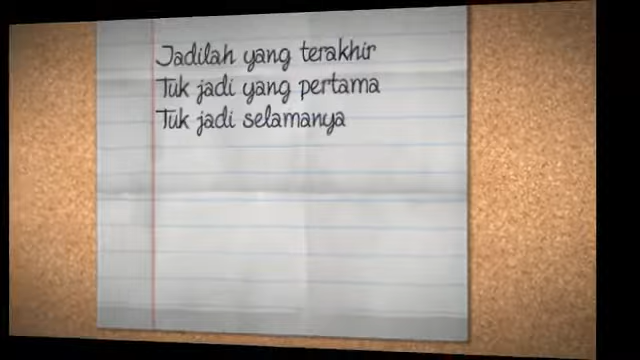 Jadilah yang terakhir
Tuk jadi yang pertama
Tuk jadi selamanya